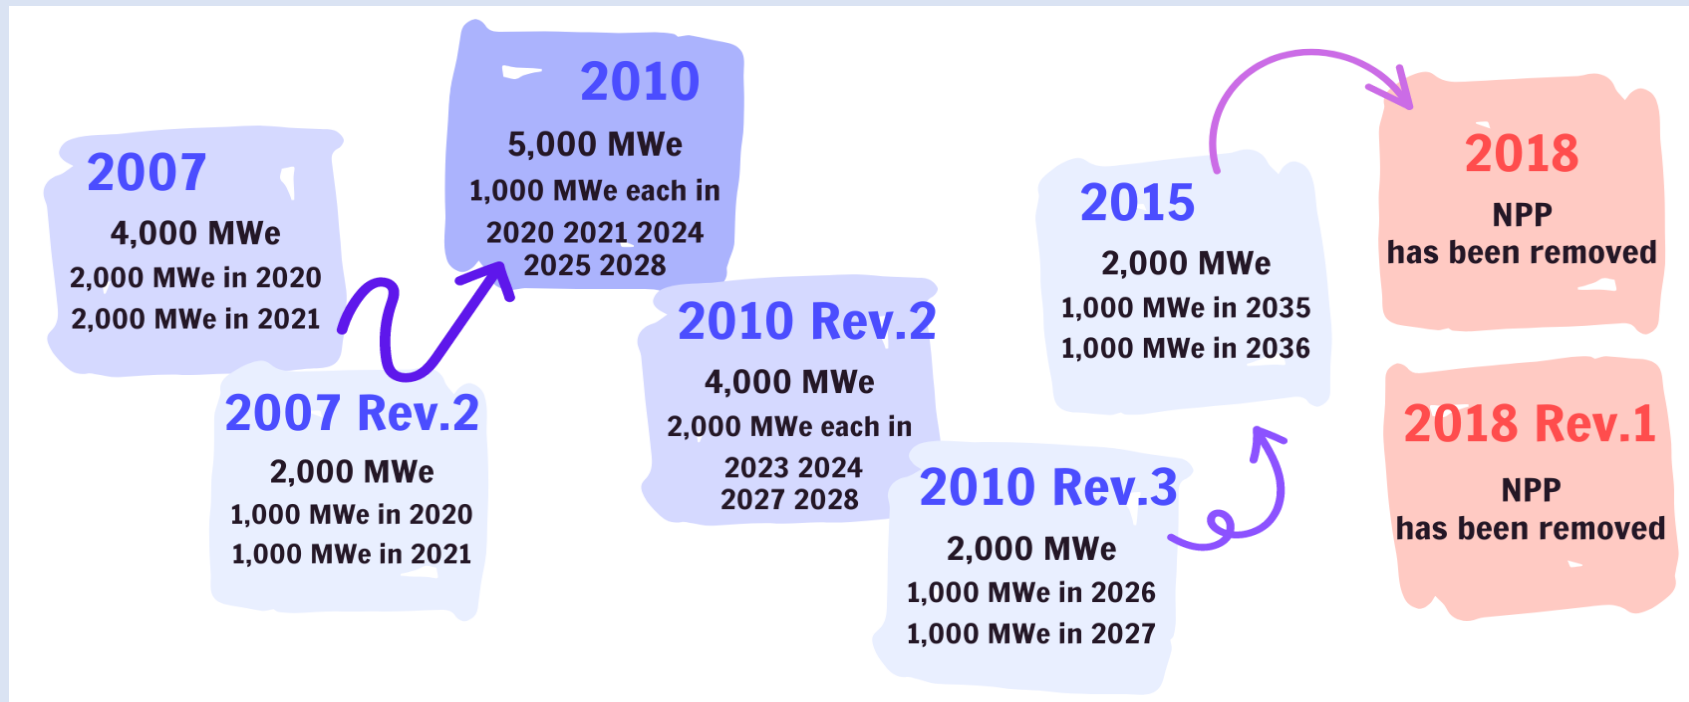 2007
4,000 MWe
2,000 MWe in 2020
2,000 MWe in 2021
2007 Rev.2
2,000 MWe
1,000 MWe in 2020
1,000 MWe in 2021
2010
5,000 MWe
1,000 MWe each in
2020 2021 2024
2025 2028
2010 Rev.2
4,000 MWe
2,000 MWe each in
2023 2024
2027 2028
2010 Rev.3
2,000 MWe
1,000 MWe in 2026
1,000 MWe in 2027
2015
2,000 MWe
1,000 MWe in 2035
1,000 MWe in 2036
2018
NPP
has been removed
2018 Rev.1
NPP
has been removed